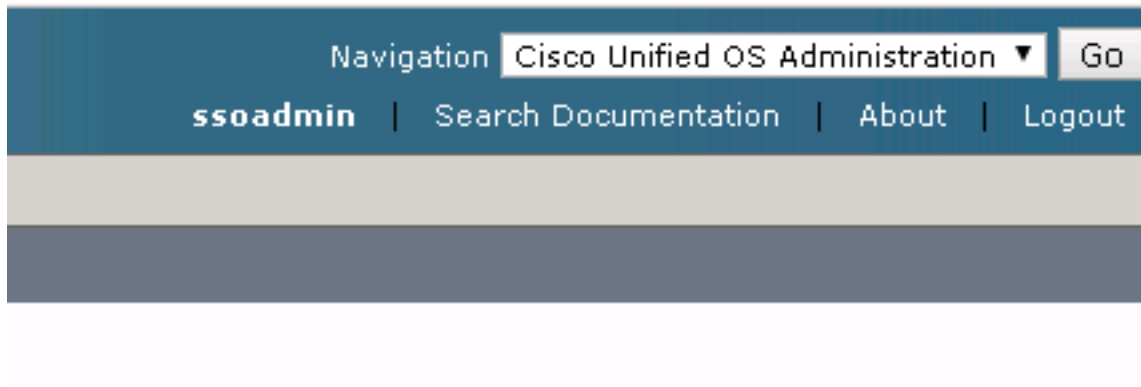 Navigation Cisco Unified OS Administration Go
ssoadmin | Search Documentation | About | Logout